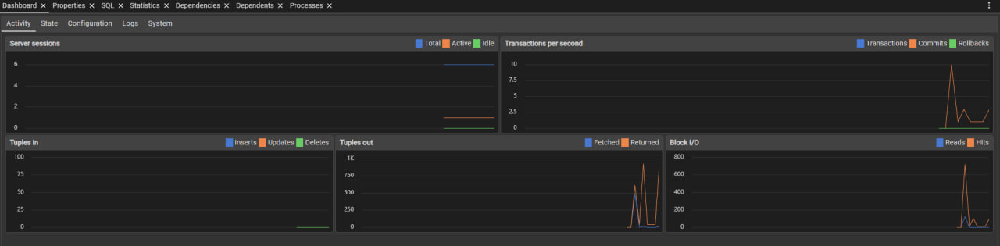 Dashboard × Properties × SQL × Statistics × Dependencies × Dependents × Processes ×
Activity State Configuration Logs System
Server sessions Total Active Idle
6
4
2
0
Transactions per second Transactions Commits Rollbacks
10
7.5
5
2.5
0
Tuples in Inserts Updates Deletes
100
75
50
25
0
Tuples out Fetched Returned
1K
750
500
250
0
Block I/O Reads Hits
800
600
400
200
0